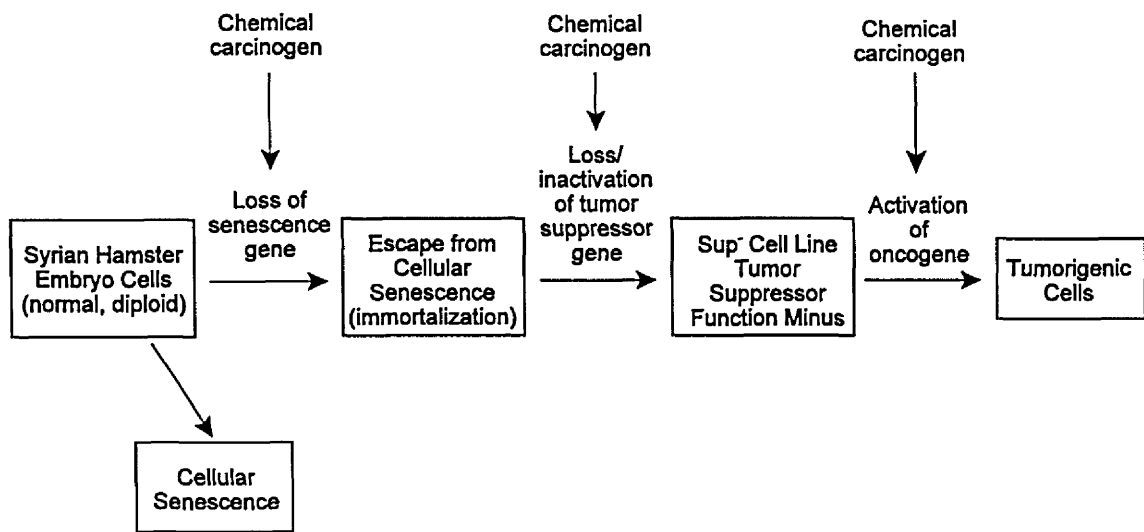 Chemical
carcinogen
Chemical
carcinogen
Chemical
carcinogen
Loss of
senescence
gene
Loss/
inactivation
of tumor
suppressor
gene
Activation
of
oncogene
Syrian Hamster
Embryo Cells
(normal, diploid)
Escape from
Cellular
Senescence
(immortalization)
Sup⁻ Cell Line
Tumor
Suppressor
Function Minus
Tumorigenic
Cells
Cellular
Senescence